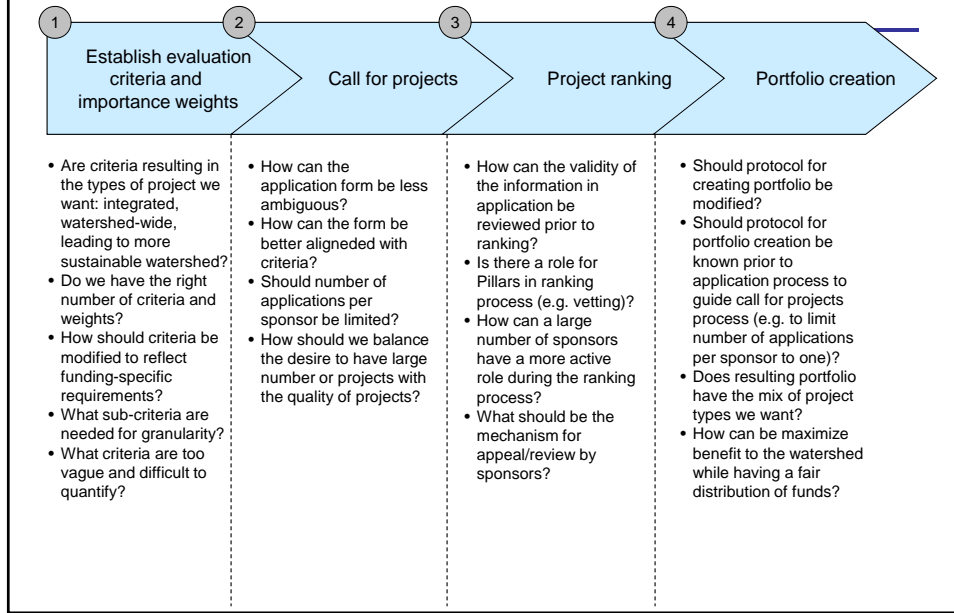 1
2
3
4
Establish evaluation
criteria and
importance weights
Call for projects
Project ranking
Portfolio creation
• Are criteria resulting in
the types of project we
want: integrated,
watershed-wide,
leading to more
sustainable watershed?
• Do we have the right
number of criteria and
weights?
• How should criteria be
modified to reflect
funding-specific
requirements?
• What sub-criteria are
needed for granularity?
• What criteria are too
vague and difficult to
quantify?
• How can the
application form be less
ambiguous?
• How can the form be
better aligneded with
criteria?
• Should number of
applications per
sponsor be limited?
• How should we balance
the desire to have large
number or projects with
the quality of projects?
• How can the validity of
the information in
application be
reviewed prior to
ranking?
• Is there a role for
Pillars in ranking
process (e.g. vetting)?
• How can a large
number of sponsors
have a more active
role during the ranking
process?
• What should be the
mechanism for
appeal/review by
sponsors?
• Should protocol for
creating portfolio be
modified?
• Should protocol for
portfolio creation be
known prior to
application process to
guide call for projects
process (e.g. to limit
number of applications
per sponsor to one)?
• Does resulting portfolio
have the mix of project
types we want?
• How can be maximize
benefit to the watershed
while having a fair
distribution of funds?